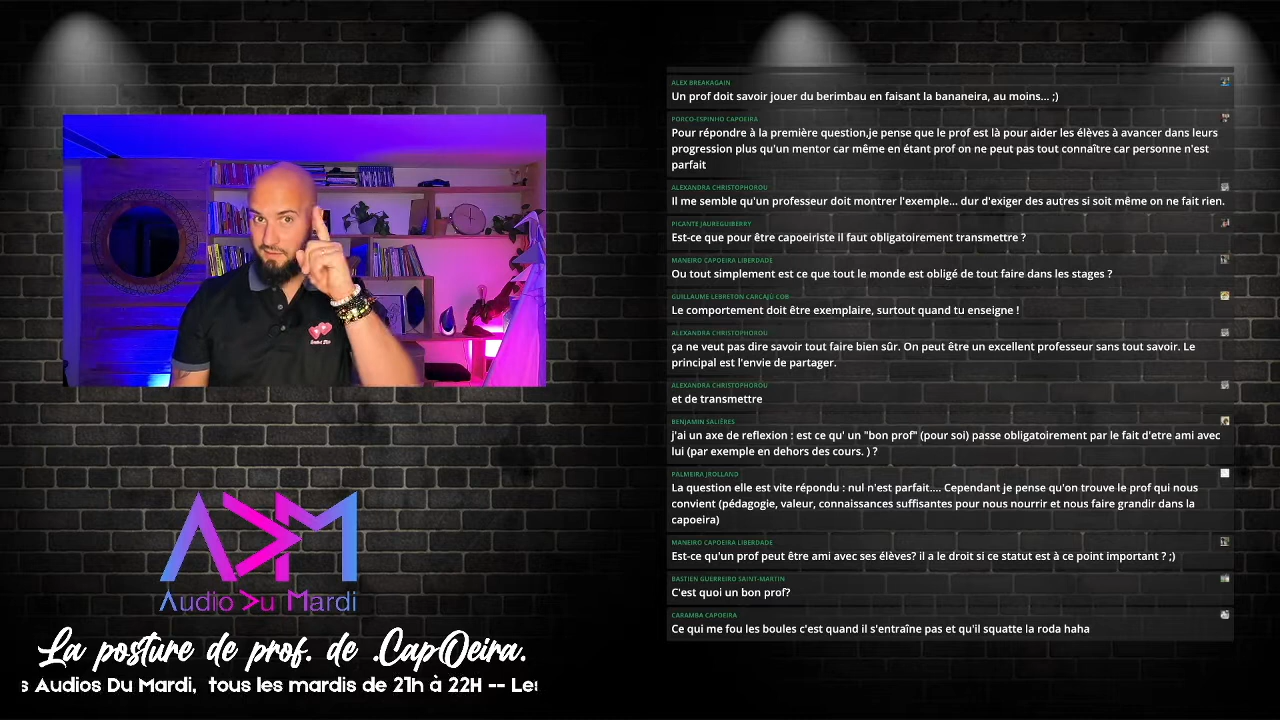 ALEX BREAKAGAIN
Un prof doit savoir jouer du berimbau en faisant la bananeira, au moins... ;)
PORCO-ESPINHO CAPOEIRA
Pour répondre à la première question,je pense que le prof est là pour aider les élèves à avancer dans leurs
progression plus qu'un mentor car même en étant prof on ne peut pas tout connaître car personne n'est
parfait
ALEXANDRA CHRISTOPHOROU
Il me semble qu'un professeur doit montrer l'exemple... dur d'exiger des autres si soit même on ne fait rien.
PICANTE JAUREGUIBERRY
Est-ce que pour être capoeiriste il faut obligatoirement transmettre ?
MANEIRO CAPOEIRA LIBERDADE
Ou tout simplement est ce que tout le monde est obligé de tout faire dans les stages ?
GUILLAUME LEBRETON CARCAJÙ COB
Le comportement doit être exemplaire, surtout quand tu enseigne !
ALEXANDRA CHRISTOPHOROU
ça ne veut pas dire savoir tout faire bien sûr. On peut être un excellent professeur sans tout savoir. Le
principal est l'envie de partager.
ALEXANDRA CHRISTOPHOROU
et de transmettre
BENJAMIN SALIÈRES
j'ai un axe de reflexion : est ce qu' un "bon prof" (pour soi) passe obligatoirement par le fait d'etre ami avec
lui (par exemple en dehors des cours. ) ?
PALMEIRA JROLLAND
La question elle est vite répondu : nul n'est parfait.... Cependant je pense qu'on trouve le prof qui nous
convient (pédagogie, valeur, connaissances suffisantes pour nous nourrir et nous faire grandir dans la
capoeira)
MANEIRO CAPOEIRA LIBERDADE
Est-ce qu'un prof peut être ami avec ses élèves? il a le droit si ce statut est à ce point important ? ;)
BASTIEN GUERREIRO SAINT-MARTIN
C'est quoi un bon prof?
CARAMBA CAPOEIRA
Ce qui me fou les boules c'est quand il s'entraîne pas et qu'il squatte la roda haha
ADM
Audio Du Mardi
La posture de prof. de .CapOeira.
s Audios Du Mardi, tous les mardis de 21h à 22H -- Les